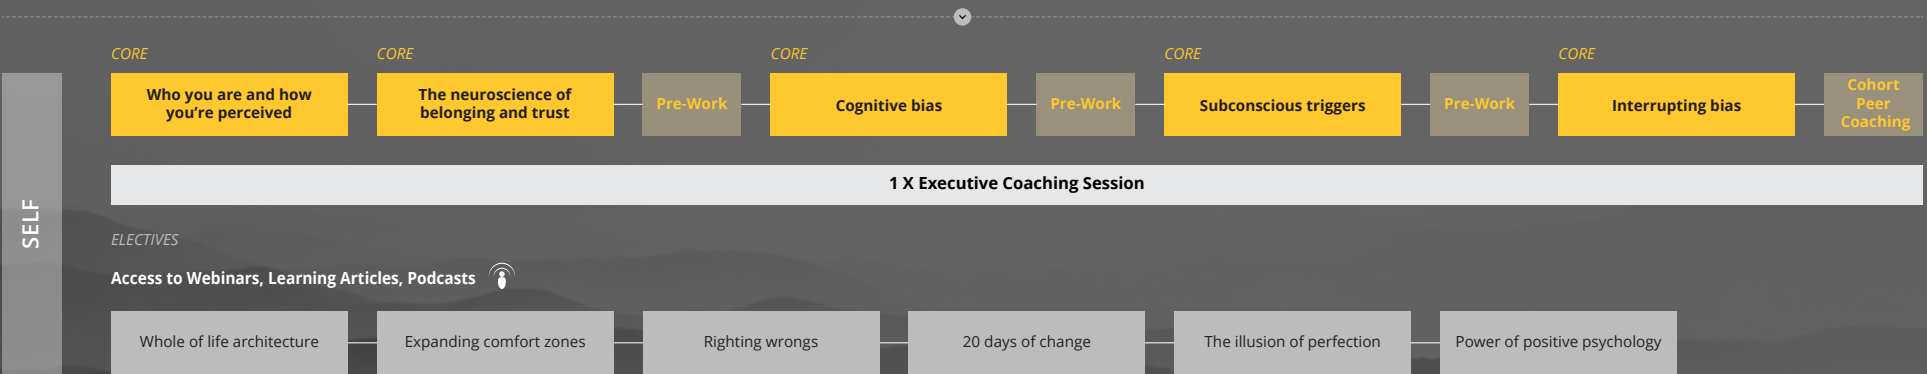 CORE
CORE
CORE
CORE
CORE
Who you are and how
you’re perceived
The neuroscience of
belonging and trust
Pre-Work
Cognitive bias
Pre-Work
Subconscious triggers
Pre-Work
Interrupting bias
Cohort
Peer
Coaching
1 X Executive Coaching Session
SELF
ELECTIVES
Access to Webinars, Learning Articles, Podcasts
Whole of life architecture
Expanding comfort zones
Righting wrongs
20 days of change
The illusion of perfection
Power of positive psychology